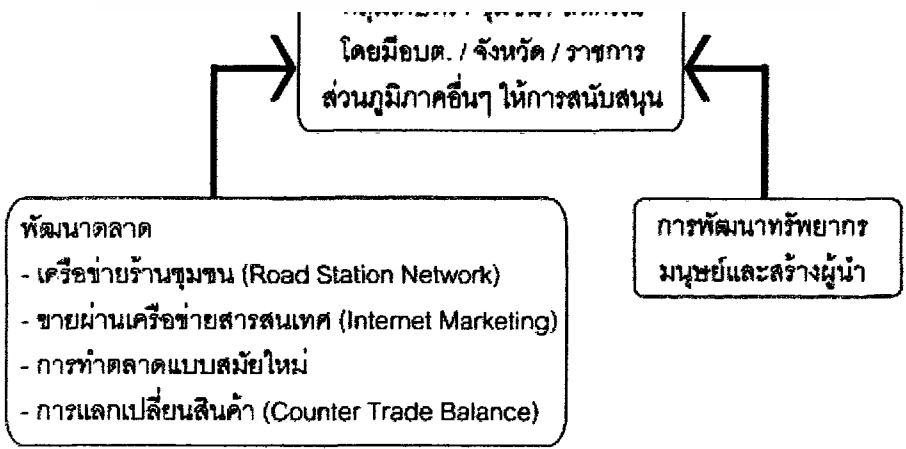 โดยมีอบต. / จังหวัด / ราชการ
ส่วนภูมิภาคอื่นๆ ให้การสนับสนุน
พัฒนาตลาด
- เครือข่ายร้านชุมชน (Road Station Network)
- ขายผ่านเครือข่ายสารสนเทศ (Internet Marketing)
- การทำตลาดแบบสมัยใหม่
- การแลกเปลี่ยนสินค้า (Counter Trade Balance)
การพัฒนาทรัพยากร
มนุษย์และสร้างผู้นำ